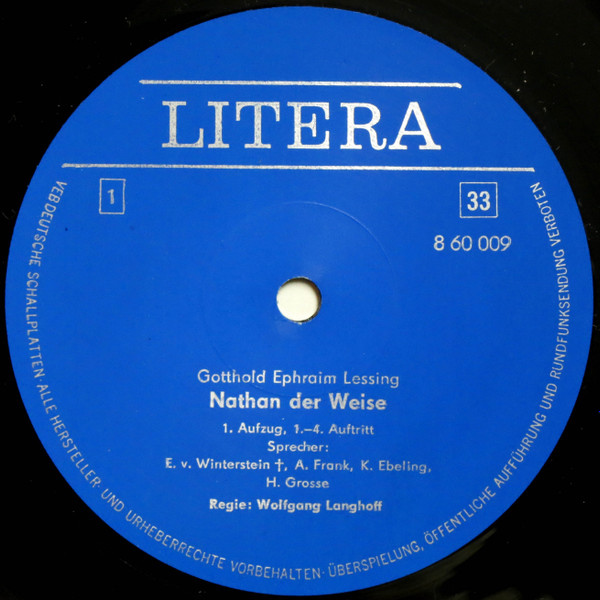 LITERA
1
33
8 60 009
Gotthold Ephraim Lessing
Nathan der Weise
1. Aufzug, 1.–4. Auftritt
Sprecher:
E. v. Winterstein †, A. Frank, K. Ebeling,
H. Grosse
Regie: Wolfgang Langhoff
VEB DEUTSCHE SCHALLPLATTEN · ALLE HERSTELLER- UND URHEBERRECHTE VORBEHALTEN · ÜBERSPIELUNG, ÖFFENTLICHE AUFFÜHRUNG UND RUNDFUNKSENDUNG VERBOTEN